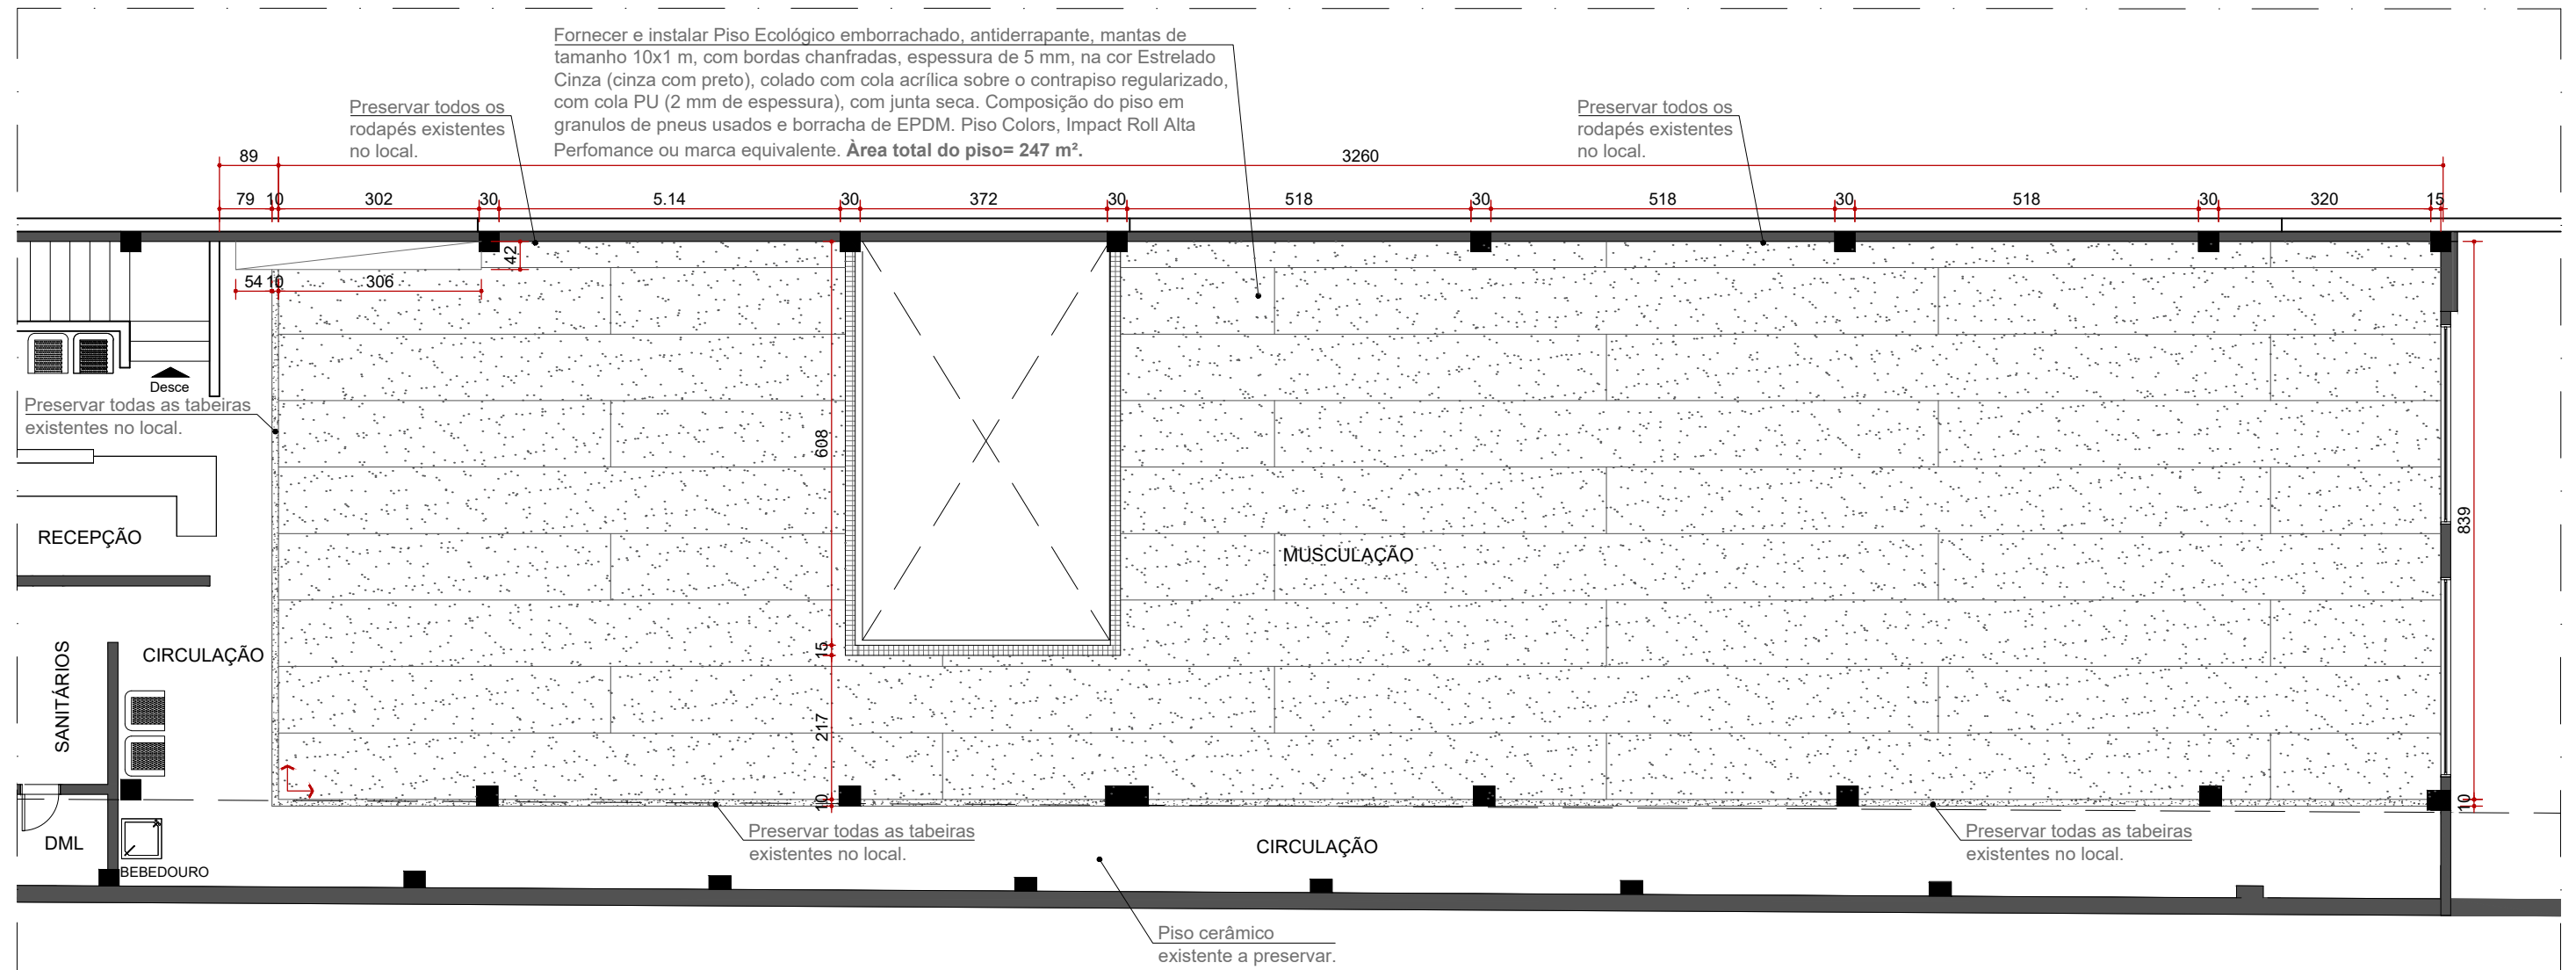 Fornecer e instalar Piso Ecológico emborrachado, antiderrapante, mantas de
tamanho 10x1 m, com bordas chanfradas, espessura de 5 mm, na cor Estrelado
Cinza (cinza com preto), colado com cola acrílica sobre o contrapiso regularizado,
com cola PU (2 mm de espessura), com junta seca. Composição do piso em
granulos de pneus usados e borracha de EPDM. Piso Colors, Impact Roll Alta
Perfomance ou marca equivalente. Àrea total do piso= 247 m².
Preservar todos os
rodapés existentes
no local.
Preservar todos os
rodapés existentes
no local.
89
3260
79
10
302
30
5.14
30
372
30
518
30
518
30
518
30
320
15
42
54
10
306
Desce
Preservar todas as tabeiras
existentes no local.
608
839
RECEPÇÃO
MUSCULAÇÃO
SANITÁRIOS
CIRCULAÇÃO
15
217
10
10
DML
BEBEDOURO
Preservar todas as tabeiras
existentes no local.
CIRCULAÇÃO
Preservar todas as tabeiras
existentes no local.
Piso cerâmico
existente a preservar.